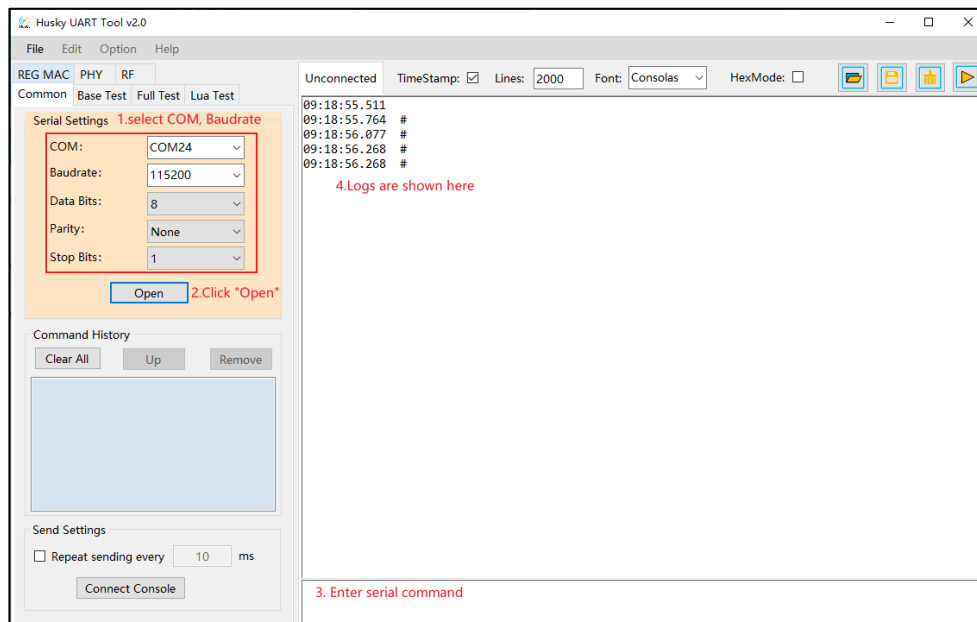 Husky UART Tool v2.0
File Edit Option Help
REG MAC PHY RF
Common Base Test Full Test Lua Test
Serial Settings 1.select COM, Baudrate
COM: COM24
Baudrate: 115200
Data Bits: 8
Parity: None
Stop Bits: 1
Open 2.Click "Open"
Command History
Clear All Up Remove
Send Settings
Repeat sending every 10 ms
Connect Console
Unconnected TimeStamp: Lines: 2000 Font: Consolas HexMode:
09:18:55.511
09:18:55.764 #
09:18:56.077 #
09:18:56.268 #
09:18:56.268 #
4.Logs are shown here
3. Enter serial command